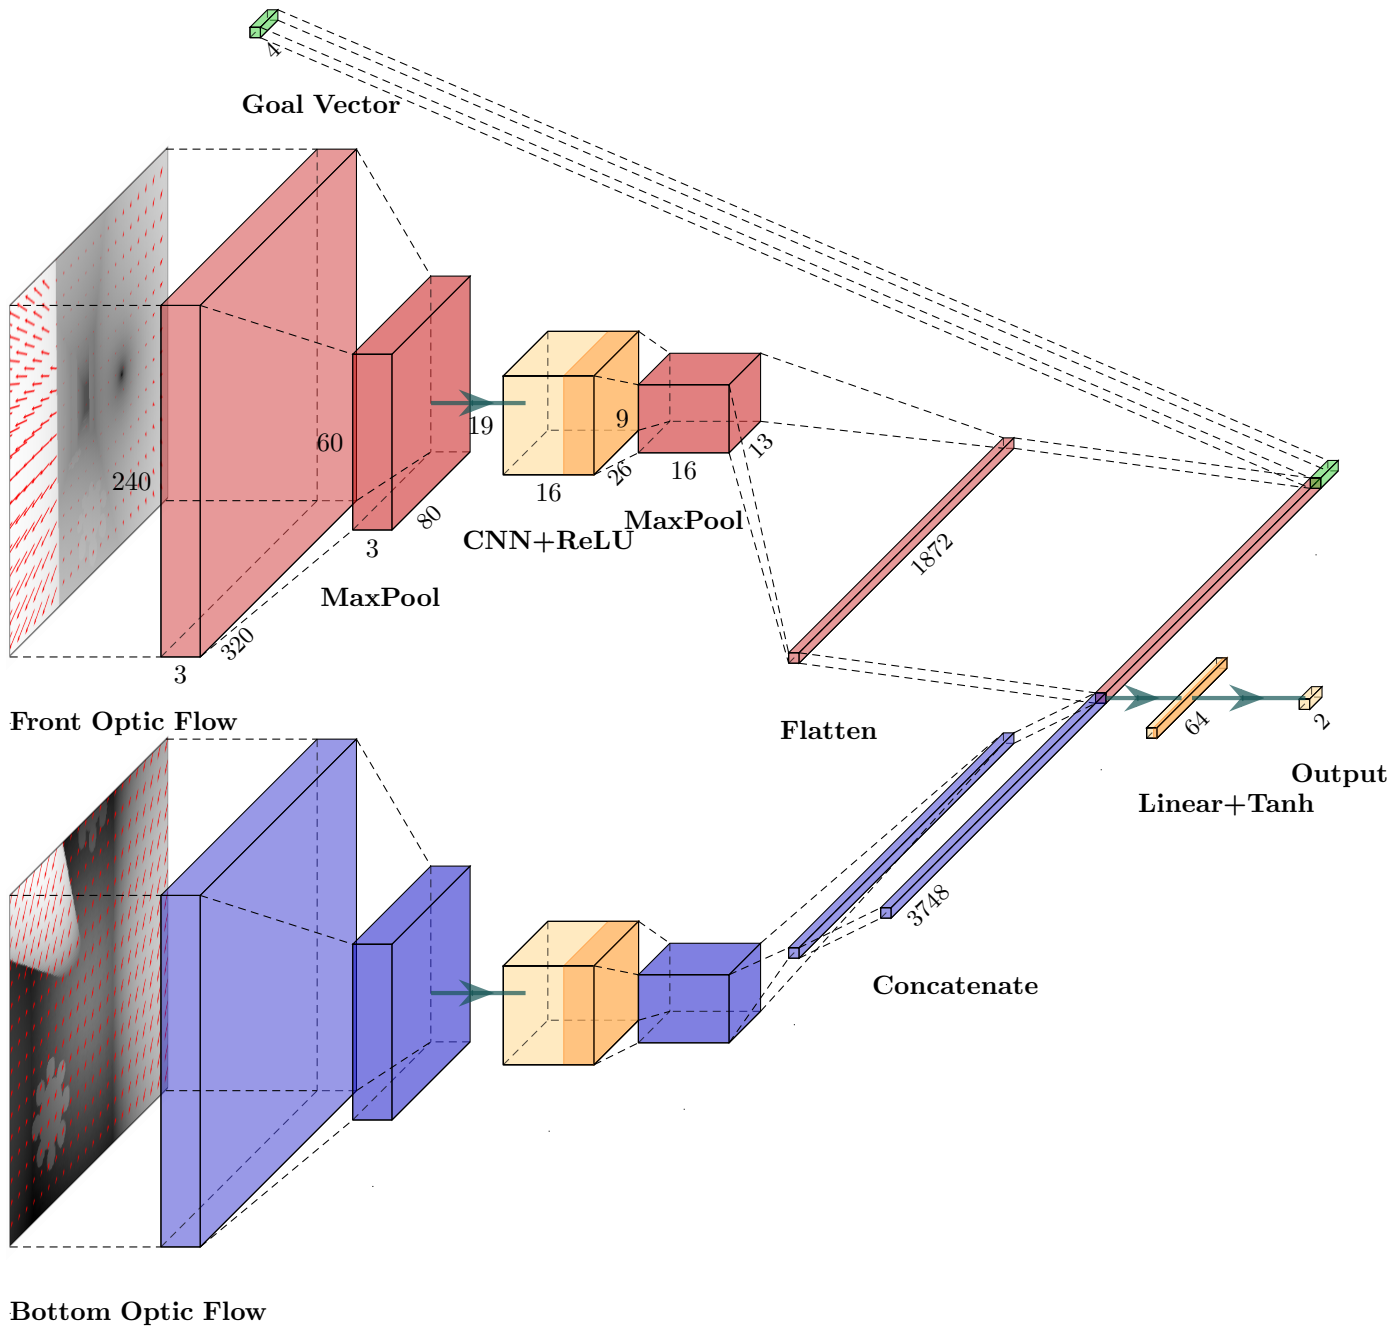 4
Goal Vector
240
320
3
Front Optic Flow
60
80
3
MaxPool
19
26
16
CNN+ReLU
9
13
16
MaxPool
1872
Flatten
3748
Concatenate
64
Linear+Tanh
2
Output
Bottom Optic Flow